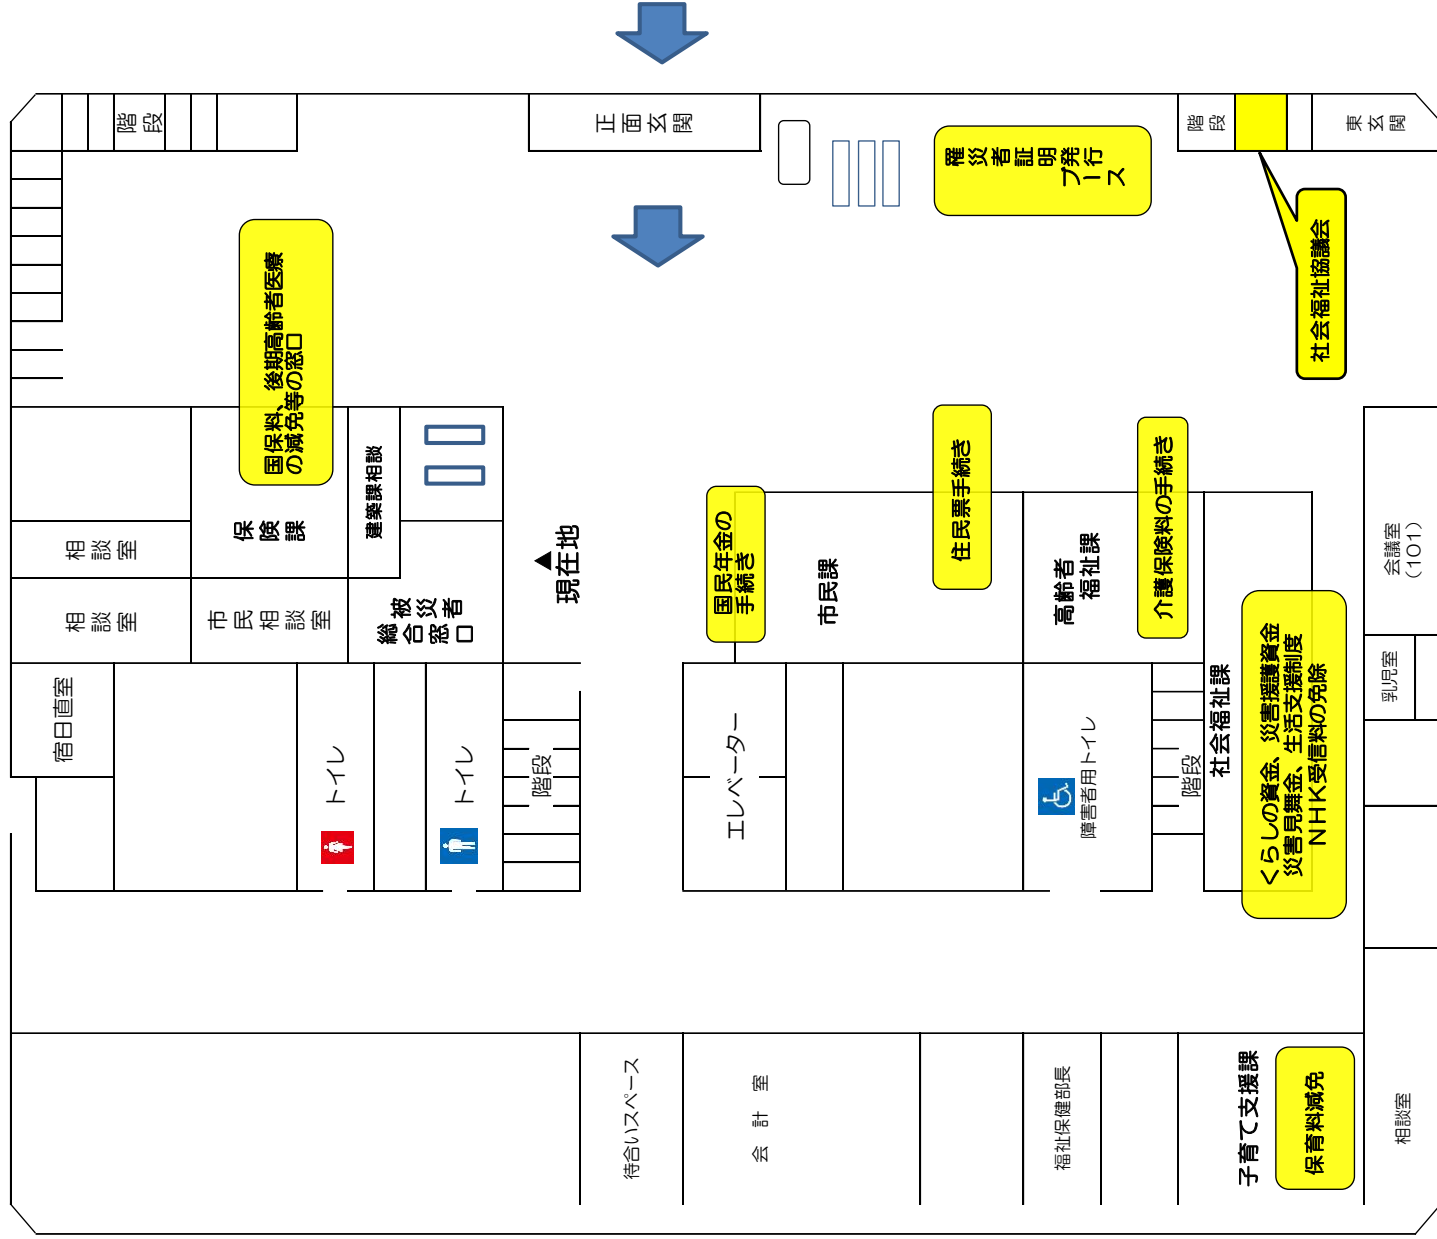 階段
正面玄関
階段
東玄関
罹災者証明発行
ブース
社会福祉協議会
国保料、後期高齢者医療
の減免等の窓口
相談室
保険課
建築課相談
相談室
市民相談室
被災者
総合窓口
▲
現在地
国民年金の
手続き
市民課
住民票手続き
高齢者
福祉課
介護保険料の手続き
会議室
(101)
宿日直室
トイレ
トイレ
階段
エレベーター
障害者用トイレ
階段
社会福祉課
くらしの資金、災害援護資金
災害見舞金、生活支援制度
NHK受信料の免除
乳児室
待合いスペース
会計室
福祉保健部長
子育て支援課
保育料減免
相談室